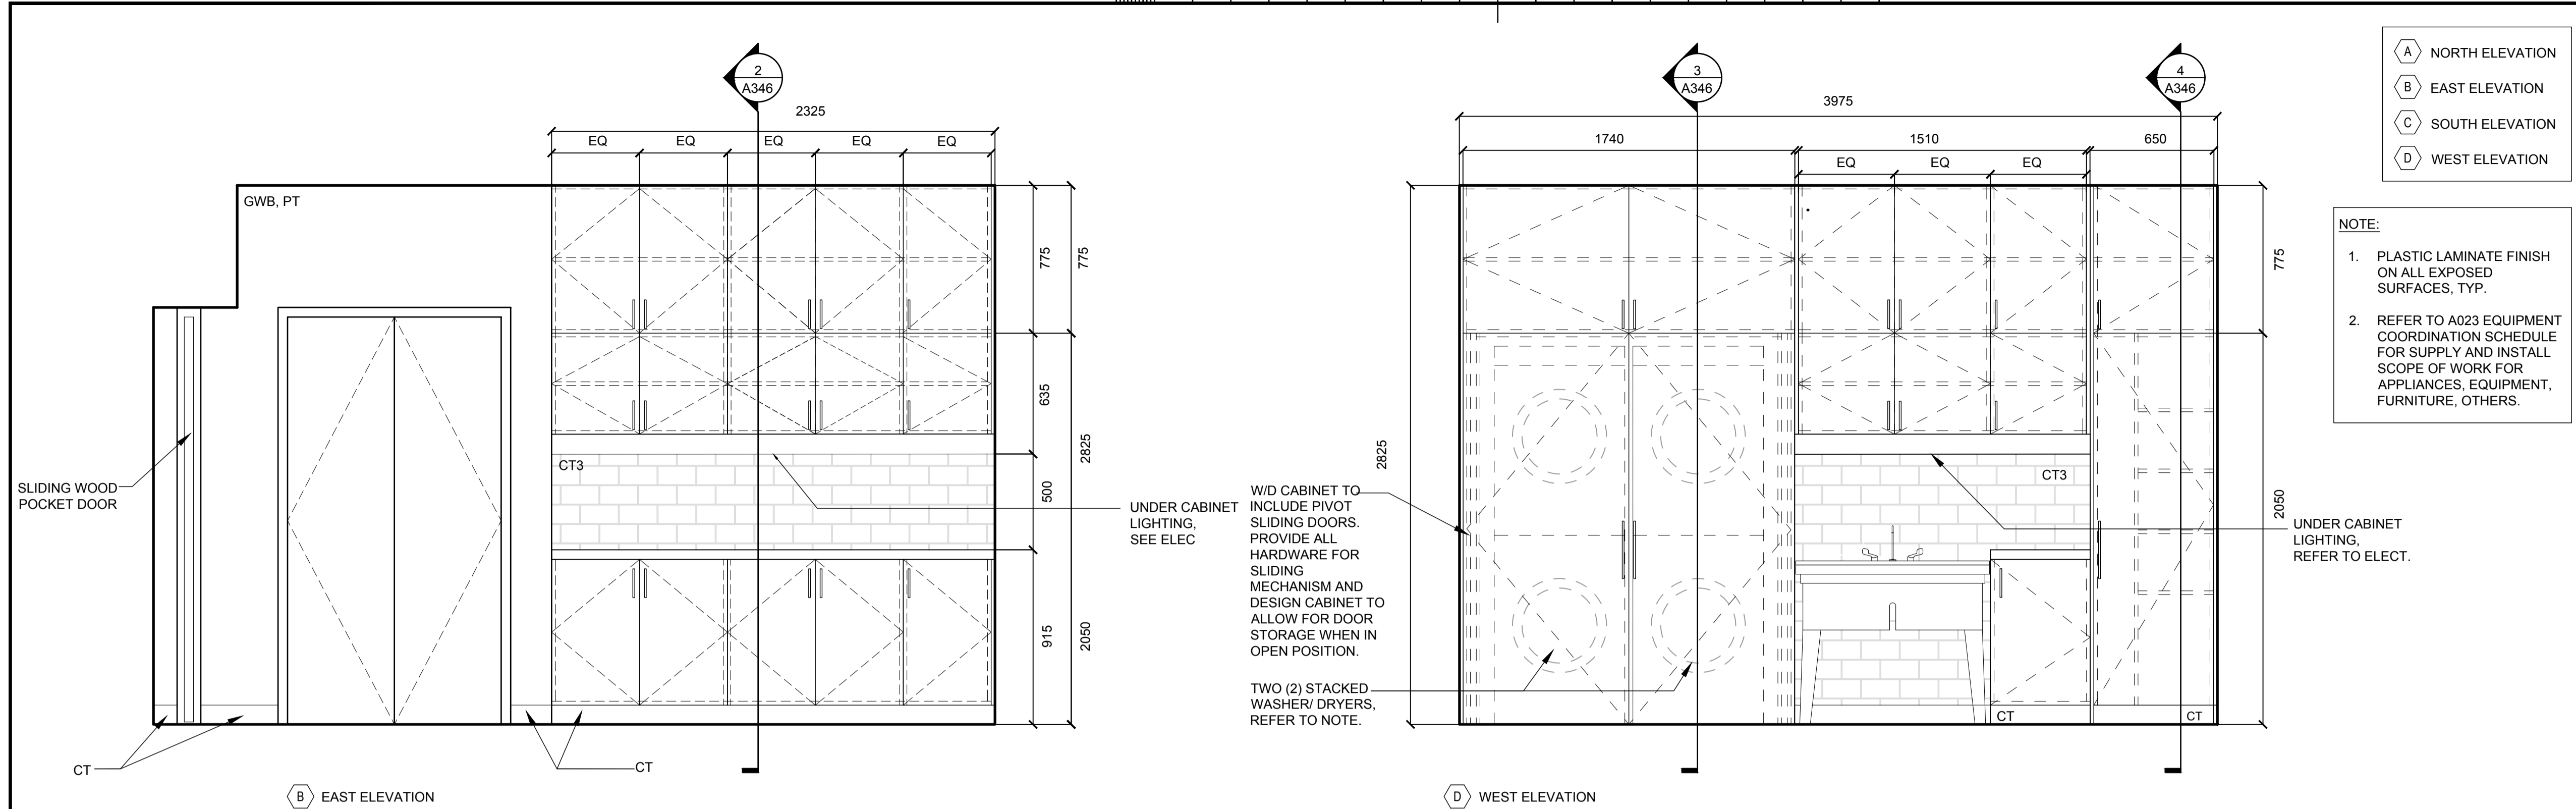 2
A346
2325
EQ
EQ
EQ
EQ
EQ
GWB, PT
775
775
635
2825
500
915
2050
CT3
SLIDING WOOD
POCKET DOOR
UNDER CABINET
LIGHTING,
SEE ELEC
CT
CT
B
EAST ELEVATION
3
A346
4
A346
3975
1740
1510
650
EQ
EQ
EQ
2825
775
2050
W/D CABINET TO
INCLUDE PIVOT
SLIDING DOORS.
PROVIDE ALL
HARDWARE FOR
SLIDING
MECHANISM AND
DESIGN CABINET TO
ALLOW FOR DOOR
STORAGE WHEN IN
OPEN POSITION.
TWO (2) STACKED
WASHER/ DRYERS,
REFER TO NOTE.
CT3
UNDER CABINET
LIGHTING,
REFER TO ELECT.
CT
CT
D
WEST ELEVATION
A NORTH ELEVATION
B EAST ELEVATION
C SOUTH ELEVATION
D WEST ELEVATION
NOTE:
1. PLASTIC LAMINATE FINISH
ON ALL EXPOSED
SURFACES, TYP.
2. REFER TO A023 EQUIPMENT
COORDINATION SCHEDULE
FOR SUPPLY AND INSTALL
SCOPE OF WORK FOR
APPLIANCES, EQUIPMENT,
FURNITURE, OTHERS.